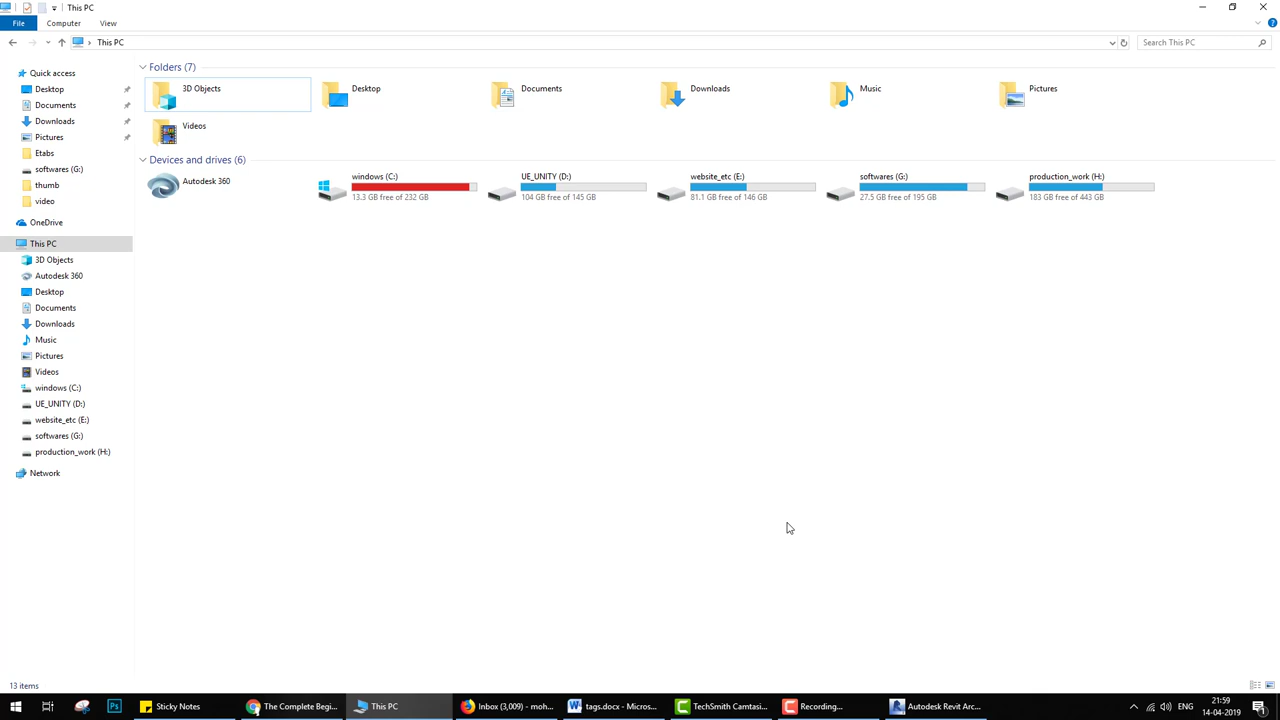 This PC
File
Computer
View
This PC
Search This PC
Quick access
Desktop
Documents
Downloads
Pictures
Etabs
softwares (G:)
thumb
video
OneDrive
This PC
3D Objects
Autodesk 360
Desktop
Documents
Downloads
Music
Pictures
Videos
windows (C:)
UE_UNITY (D:)
website_etc (E:)
softwares (G:)
production_work (H:)
Network
Folders (7)
3D Objects
Desktop
Documents
Downloads
Music
Pictures
Videos
Devices and drives (6)
Autodesk 360
windows (C:)
13.3 GB free of 232 GB
UE_UNITY (D:)
104 GB free of 145 GB
website_etc (E:)
81.1 GB free of 146 GB
softwares (G:)
27.5 GB free of 195 GB
production_work (H:)
183 GB free of 443 GB
13 items
Ps
Sticky Notes
The Complete Begi...
This PC
Inbox (3,009) - moh...
tags.docx - Micros...
TechSmith Camtasi...
Recording...
Autodesk Revit Arc...
ENG
21:59
14-04-2019